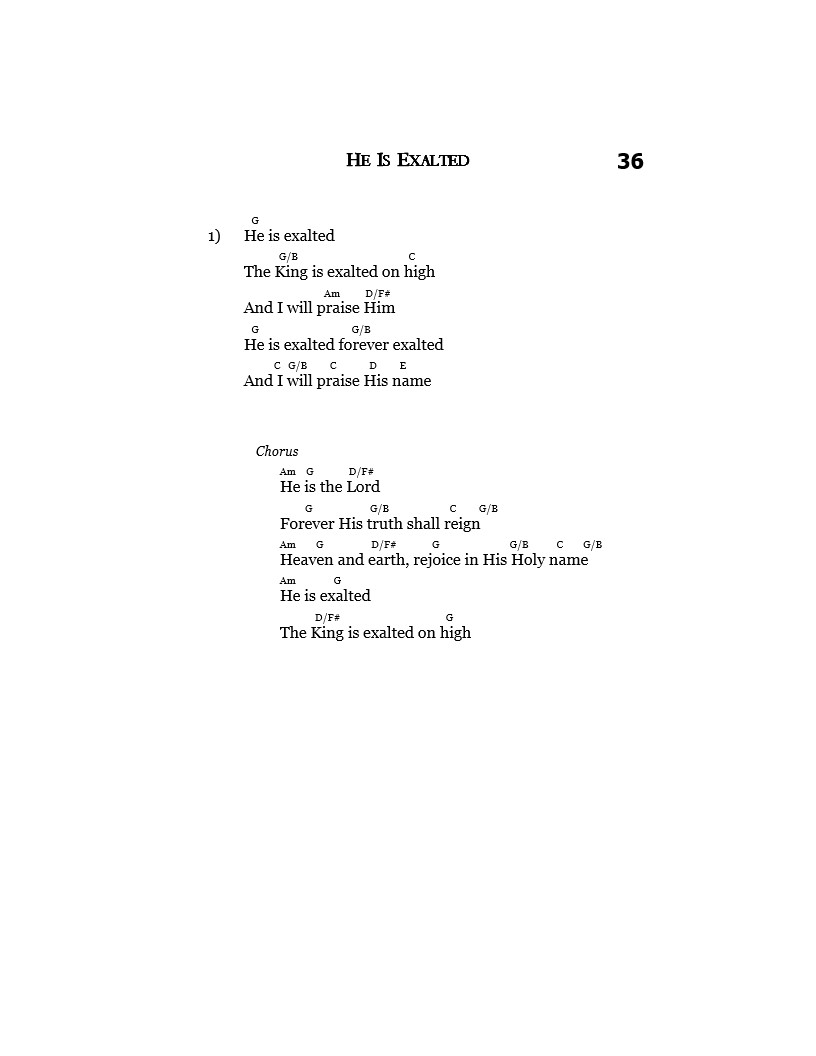 HE IS EXALTED 36
G
1) He is exalted
G/B C
The King is exalted on high
Am D/F#
And I will praise Him
G G/B
He is exalted forever exalted
C G/B C D E
And I will praise His name
Chorus
Am G D/F#
He is the Lord
G G/B C G/B
Forever His truth shall reign
Am G D/F# G G/B C G/B
Heaven and earth, rejoice in His Holy name
Am G
He is exalted
D/F# G
The King is exalted on high